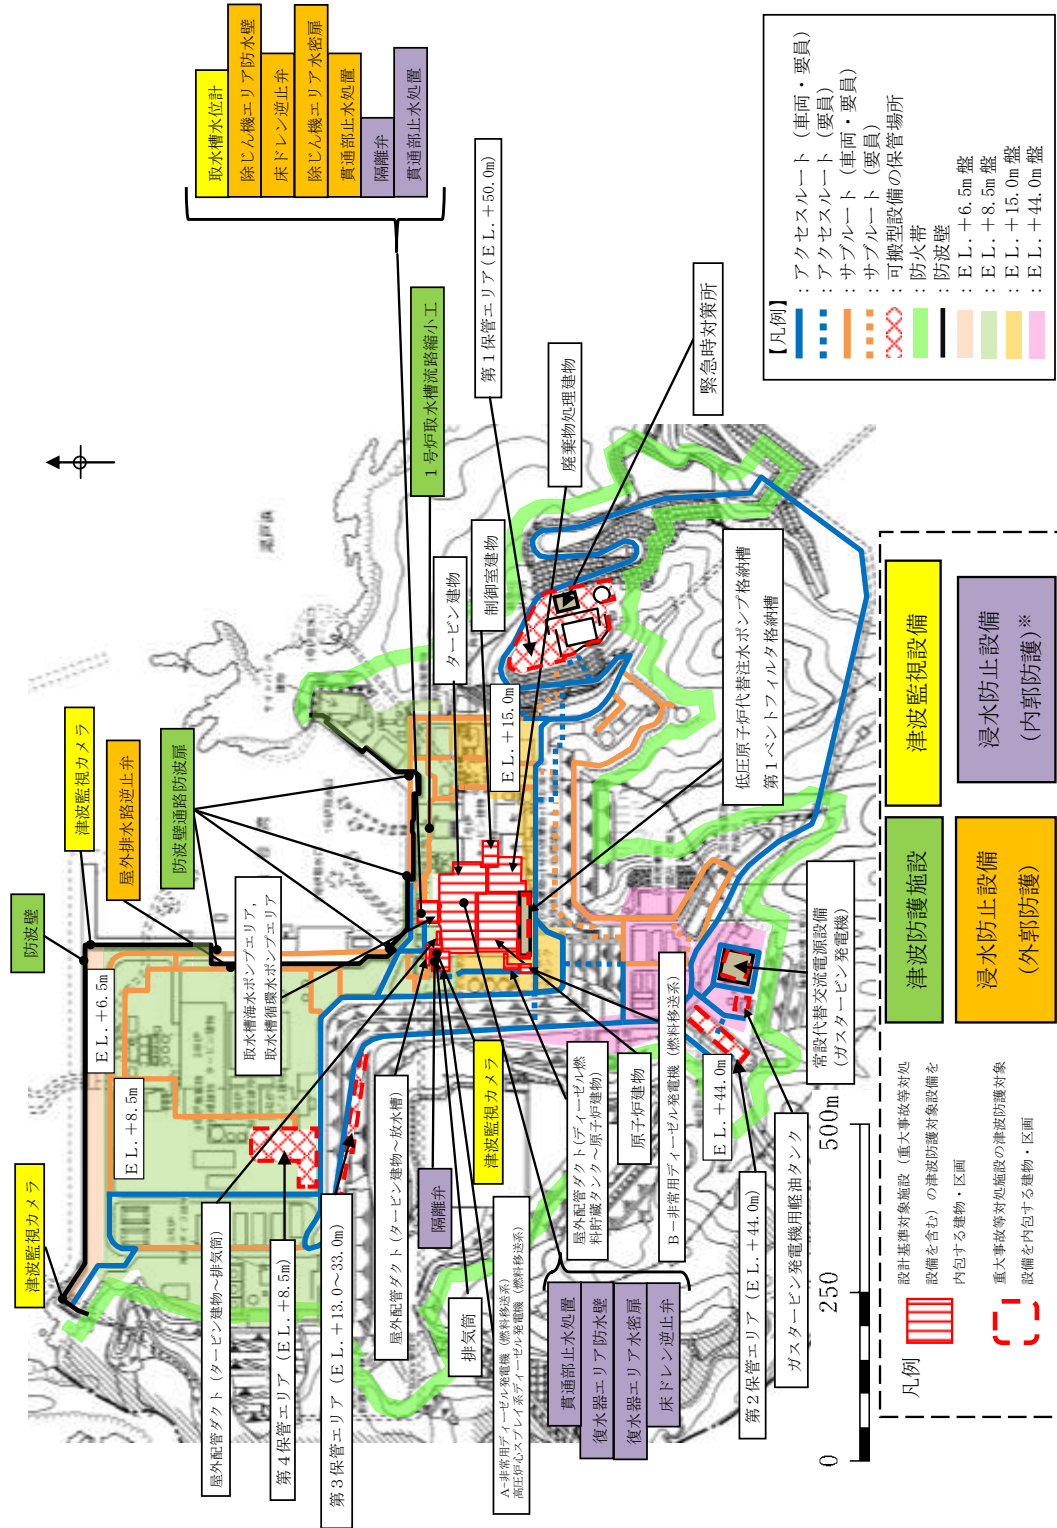 津波監視カメラ
防波壁
津波監視カメラ
屋外排水路逆止弁
防波壁通路防波扉
取水槽水位計
除じん機エリア防水壁
床ドレン逆止弁
除じん機エリア水密扉
貫通部止水処置
隔離弁
貫通部止水処置
EL.+6.5m
EL.+8.5m
取水槽海水ポンプエリア,
取水槽循環水ポンプエリア
1号炉取水槽流路縮小工
タービン建物
制御室建物
第1保管エリア(EL.+50.0m)
廃棄物処理建物
緊急時対策所
EL.+15.0m
低圧原子炉代替注水ポンプ格納槽
第1ベントフィルタ格納槽
屋外配管ダクト(タービン建物~排気筒)
第4保管エリア(EL.+8.5m)
第3保管エリア(EL.+13.0~33.0m)
屋外配管ダクト(タービン建物~放水槽)
隔離弁
排気筒
津波監視カメラ
A-非常用ディーゼル発電機(燃料移送系)
高圧炉心スプレイ系ディーゼル発電機(燃料移送系)
貫通部止水処置
復水器エリア防水壁
復水器エリア水密扉
床ドレン逆止弁
屋外配管ダクト(ディーゼル燃
料貯蔵タンク~原子炉建物)
原子炉建物
B-非常用ディーゼル発電機(燃料移送系)
EL.+44.0m
第2保管エリア(EL.+44.0m)
ガスタービン発電機用軽油タンク
常設代替交流電源設備
(ガスタービン発電機)
【凡例】
:アクセスルート(車両・要員)
:アクセスルート(要員)
:サブルート(車両・要員)
:サブルート(要員)
:可搬型設備の保管場所
:防火帯
:防波壁
:EL.+6.5m盤
:EL.+8.5m盤
:EL.+15.0m盤
:EL.+44.0m盤
0
250
500m
凡例
設計基準対象施設(重大事故等対処
設備を含む)の津波防護対象設備を
内包する建物・区画
重大事故等対処施設の津波防護対象
設備を内包する建物・区画
津波防護施設
津波監視設備
浸水防止設備
(外郭防護)
浸水防止設備
(内郭防護)※